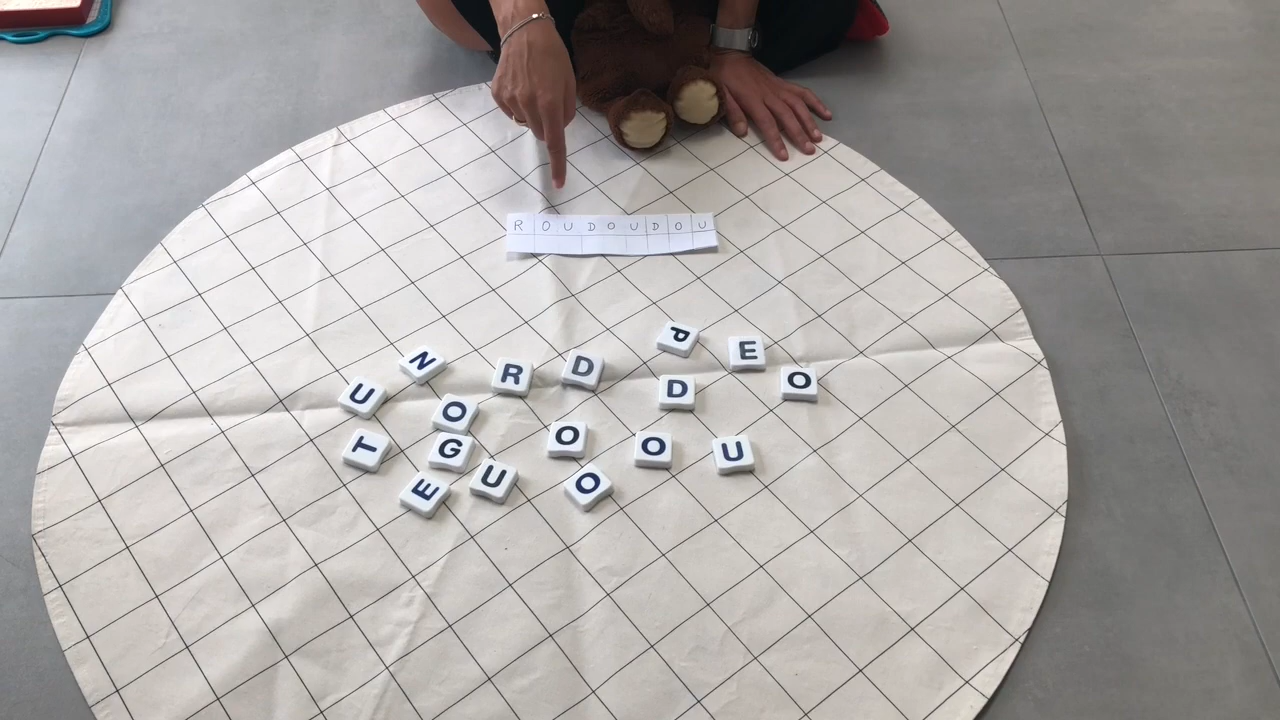 ROUDOUDOU
N R D P E
U O D O
T G O O U
E U O